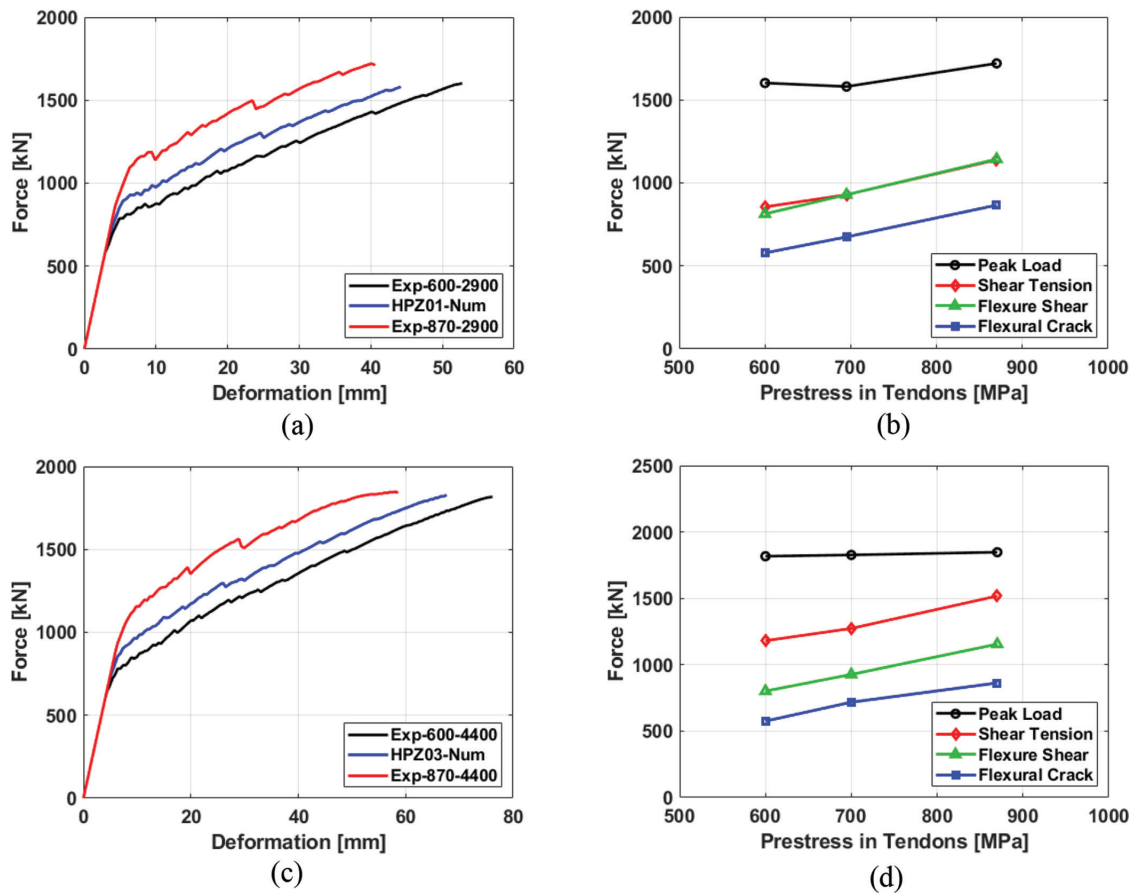 2000
1500
1000
500
0
Force [kN]
0 10 20 30 40 50 60
Deformation [mm]
Exp-600-2900
HPZ01-Num
Exp-870-2900
(a)
2000
1500
1000
500
0
Force [kN]
500 600 700 800 900 1000
Prestress in Tendons [MPa]
Peak Load
Shear Tension
Flexure Shear
Flexural Crack
(b)
2000
1500
1000
500
0
Force [kN]
0 20 40 60 80
Deformation [mm]
Exp-600-4400
HPZ03-Num
Exp-870-4400
(c)
2500
2000
1500
1000
500
0
Force [kN]
500 600 700 800 900 1000
Prestress in Tendons [MPa]
Peak Load
Shear Tension
Flexure Shear
Flexural Crack
(d)